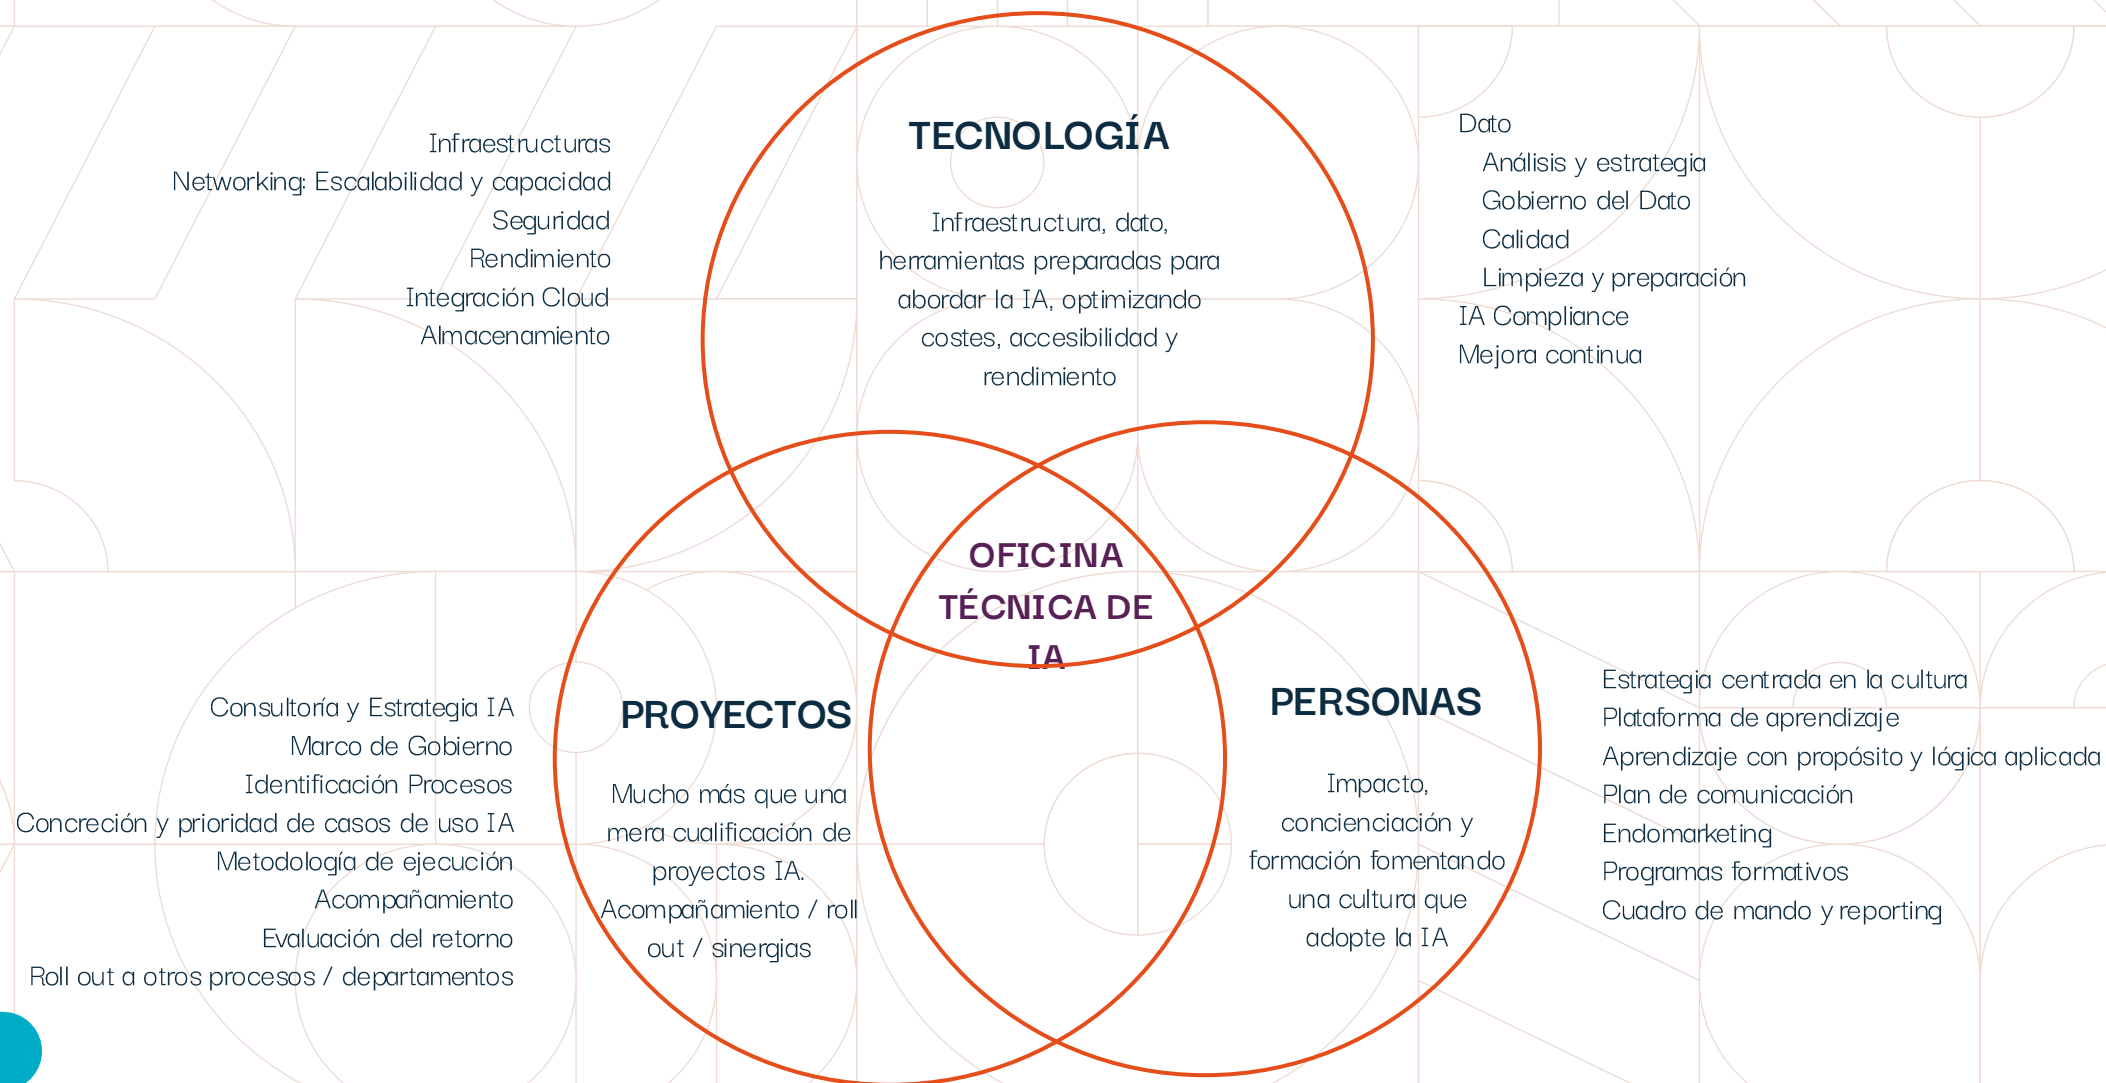 TECNOLOGÍA
Infraestructura, dato,
herramientas preparadas para
abordar la IA, optimizando
costes, accesibilidad y
rendimiento
Infraestructuras
Networking: Escalabilidad y capacidad
Seguridad
Rendimiento
Integración Cloud
Almacenamiento
Dato
Análisis y estrategia
Gobierno del Dato
Calidad
Limpieza y preparación
IA Compliance
Mejora continua
OFICINA
TÉCNICA DE
IA
PROYECTOS
Mucho más que una
mera cualificación de
proyectos IA.
Acompañamiento / roll
out / sinergias
Consultoría y Estrategia IA
Marco de Gobierno
Identificación Procesos
Concreción y prioridad de casos de uso IA
Metodología de ejecución
Acompañamiento
Evaluación del retorno
Roll out a otros procesos / departamentos
PERSONAS
Impacto,
concienciación y
formación fomentando
una cultura que
adopte la IA
Estrategia centrada en la cultura
Plataforma de aprendizaje
Aprendizaje con propósito y lógica aplicada
Plan de comunicación
Endomarketing
Programas formativos
Cuadro de mando y reporting